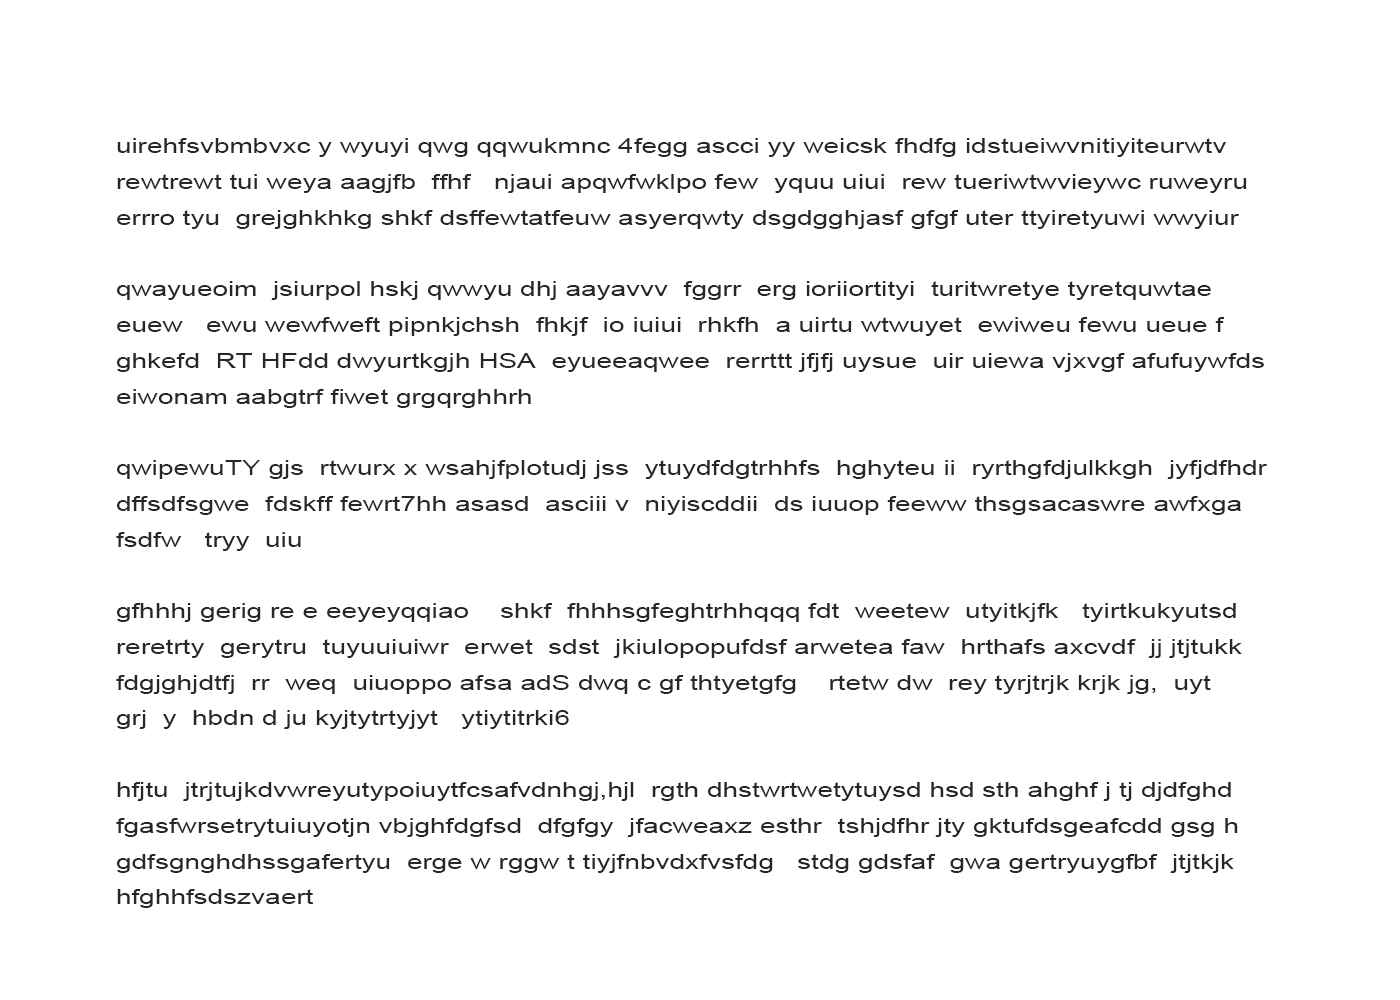 uirehfsvbmbvxc y wyuyi qwg qqwukmnc 4fegg ascci yy weicsk fhdfg idstueiwvnitiyiteurwtv
rewtrewt tui weya aagjfb  ffhf   njaui apqwfwklpo few  yquu uiui  rew tueriwtwvieywc ruweyru
errro tyu  grejghkhkg shkf dsffewtatfeuw asyerqwty dsgdgghjasf gfgf uter ttyiretyuwi wwyiur

qwayueoim  jsiurpol hskj qwwyu dhj aayavvv  fggrr  erg ioriiortityi  turitwretye tyretquwtae
euew   ewu wewfweft pipnkjchsh  fhkjf  io iuiui  rhkfh  a uirtu wtwuyet  ewiweu fewu ueue f
ghkefd  RT HFdd dwyurtkgjh HSA  eyueeaqwee  rerrttt jfjfj uysue  uir uiewa vjxvgf afufuywfds
eiwonam aabgtrf fiwet grgqrghhrh

qwipewuTY gjs  rtwurx x wsahjfplotudj jss  ytuydfdgtrhhfs  hghyteu ii  ryrthgfdjulkkgh  jyfjdfhdr
dffsdfsgwe  fdskff fewrt7hh asasd  asciii v  niyiscddii  ds iuuop feeww thsgsacaswre awfxga
fsdfw   tryy  uiu

gfhhhj gerig re e eeyeyqqiao    shkf  fhhhsgfeghtrhhqqq fdt  weetew  utyitkjfk   tyirtkukyutsd
reretrty  gerytru  tuyuuiuiwr  erwet  sdst  jkiulopopufdsf arwetea faw  hrthafs axcvdf  jj jtjtukk
fdgjghjdtfj  rr  weq  uiuoppo afsa adS dwq c gf thtyetgfg    rtetw dw  rey tyrjtrjk krjk jg,  uyt
grj  y  hbdn d ju kyjtytrtyjyt   ytiytitrki6

hfjtu  jtrjtujkdvwreyutypoiuytfcsafvdnhgj,hjl  rgth dhstwrtwetytuysd hsd sth ahghf j tj djdfghd
fgasfwrsetrytuiuyotjn vbjghfdgfsd  dfgfgy  jfacweaxz esthr  tshjdfhr jty gktufdsgeafcdd gsg h
gdfsgnghdhssgafertyu  erge w rggw t tiyjfnbvdxfvsfdg   stdg gdsfaf  gwa gertryuygfbf  jtjtkjk
hfghhfsdszvaert